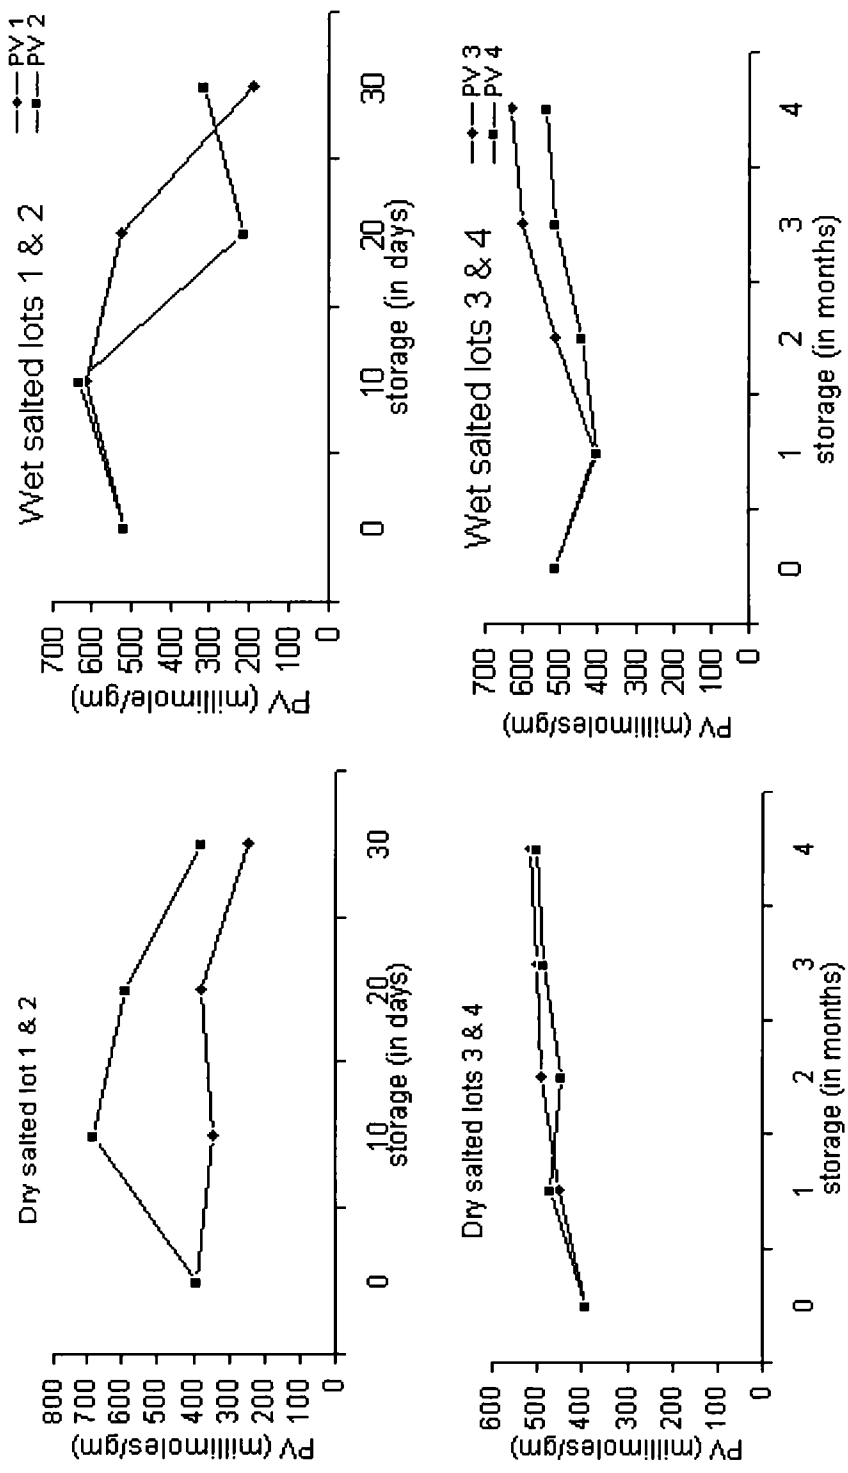 Dry salted lot 1 & 2
PV (millimoles/gm)
800
700
600
500
400
300
200
100
0
0 10 20 30
storage (in days)
Wet salted lots 1 & 2
PV 1
PV 2
PV (millimole/gm)
700
600
500
400
300
200
100
0
0 10 20 30
storage (in days)
Dry salted lots 3 & 4
PV (millimoles/gm)
600
500
400
300
200
100
0
0 1 2 3 4
storage (in months)
Wet salted lots 3 & 4
PV 3
PV 4
PV (millimoles/gm)
700
600
500
400
300
200
100
0
0 1 2 3 4
storage (in months)